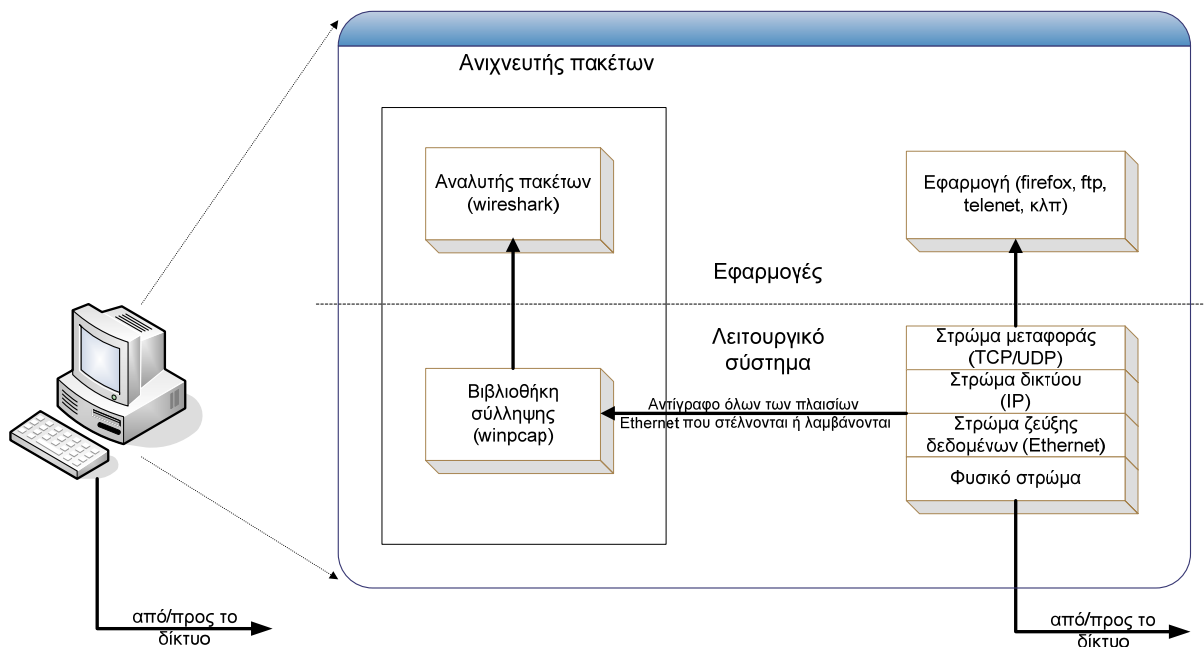 Ανιχνευτής πακέτων
Αναλυτής πακέτων
(wireshark)
Εφαρμογή (firefox, ftp,
telenet, κλπ)
Εφαρμογές
Λειτουργικό
σύστημα
Στρώμα μεταφοράς
(TCP/UDP)
Στρώμα δικτύου
(IP)
Στρώμα ζεύξης
δεδομένων (Ethernet)
Φυσικό στρώμα
Βιβλιοθήκη
σύλληψης
(winpcap)
Αντίγραφο όλων των πλαισίων
Ethernet που στέλνονται ή λαμβάνονται
από/προς το
δίκτυο
από/προς το
δίκτυο